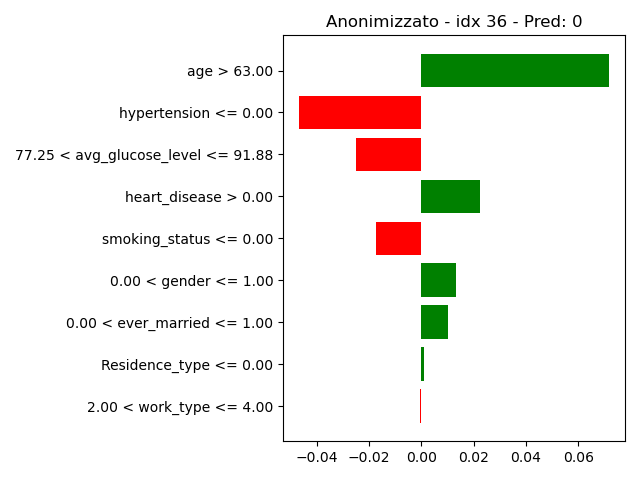 Anonimizzato - idx 36 - Pred: 0
age > 63.00
hypertension <= 0.00
77.25 < avg_glucose_level <= 91.88
heart_disease > 0.00
smoking_status <= 0.00
0.00 < gender <= 1.00
0.00 < ever_married <= 1.00
Residence_type <= 0.00
2.00 < work_type <= 4.00
−0.04 −0.02 0.00 0.02 0.04 0.06